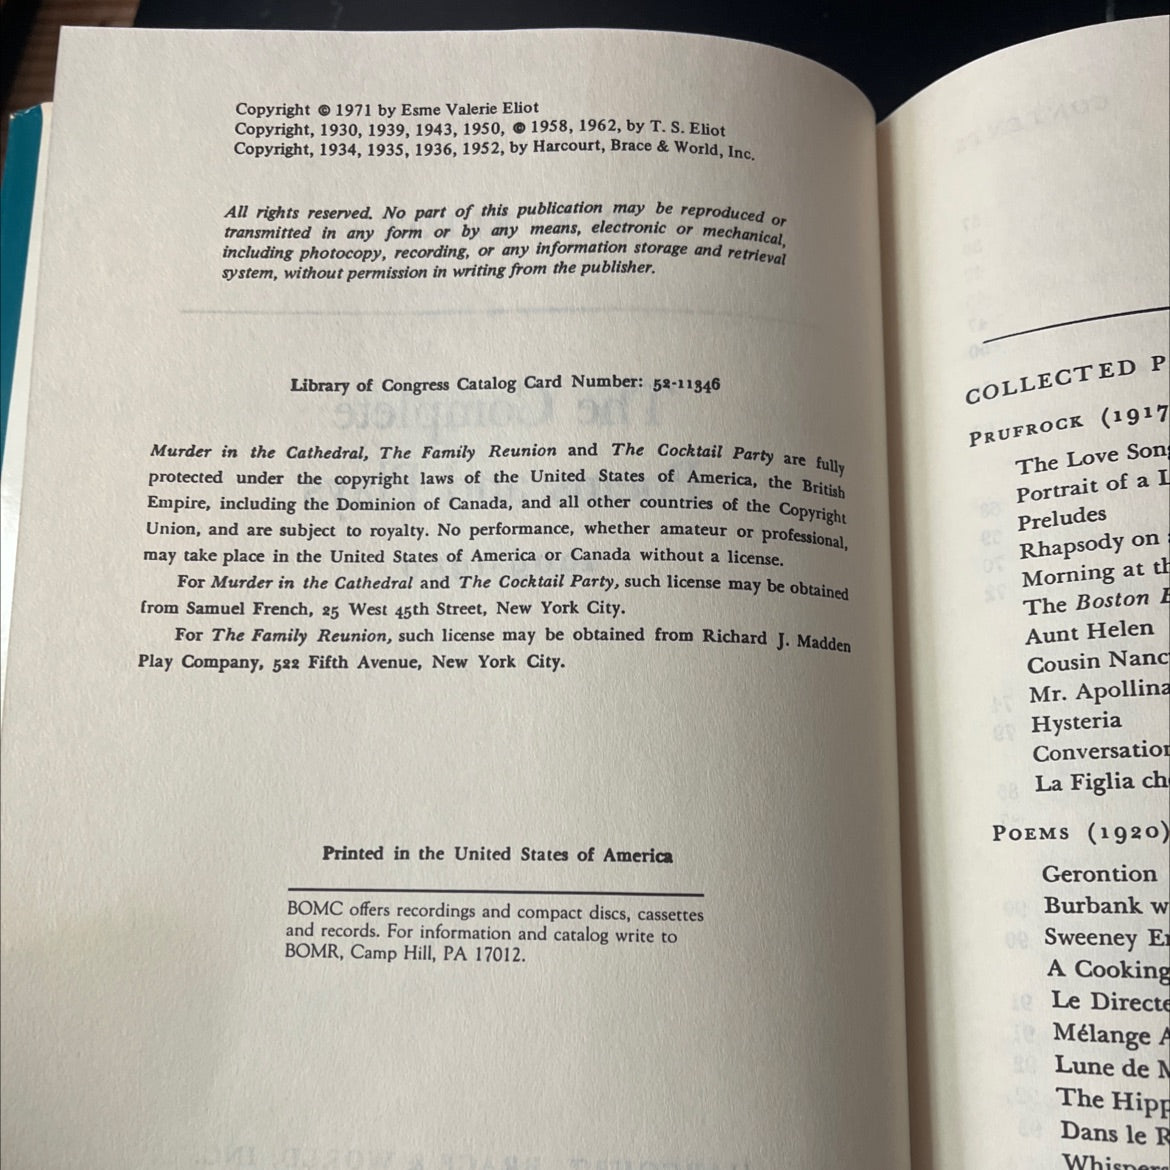 Copyright © 1971 by Esme Valerie Eliot
Copyright, 1930, 1939, 1943, 1950, © 1958, 1962, by T. S. Eliot
Copyright, 1934, 1935, 1936, 1952, by Harcourt, Brace & World, Inc.
All rights reserved. No part of this publication may be reproduced or
transmitted in any form or by any means, electronic or mechanical,
including photocopy, recording, or any information storage and retrieval
system, without permission in writing from the publisher.
Library of Congress Catalog Card Number: 52-11346
Murder in the Cathedral, The Family Reunion and The Cocktail Party are fully
protected under the copyright laws of the United States of America, the British
Empire, including the Dominion of Canada, and all other countries of the Copyright
Union, and are subject to royalty. No performance, whether amateur or professional,
may take place in the United States of America or Canada without a license.
For Murder in the Cathedral and The Cocktail Party, such license may be obtained
from Samuel French, 25 West 45th Street, New York City.
For The Family Reunion, such license may be obtained from Richard J. Madden
Play Company, 522 Fifth Avenue, New York City.
Printed in the United States of America
BOMC offers recordings and compact discs, cassettes
and records. For information and catalog write to
BOMR, Camp Hill, PA 17012.
COLLECTED P
PRUFROCK (1917
The Love Song
Portrait of a L
Preludes
Rhapsody on a
Morning at th
The Boston E
Aunt Helen
Cousin Nanc
Mr. Apollina
Hysteria
Conversation
La Figlia ch
POEMS (1920)
Gerontion
Burbank w
Sweeney Er
A Cooking
Le Directe
Mélange A
Lune de M
The Hipp
Dans le R
Whispers